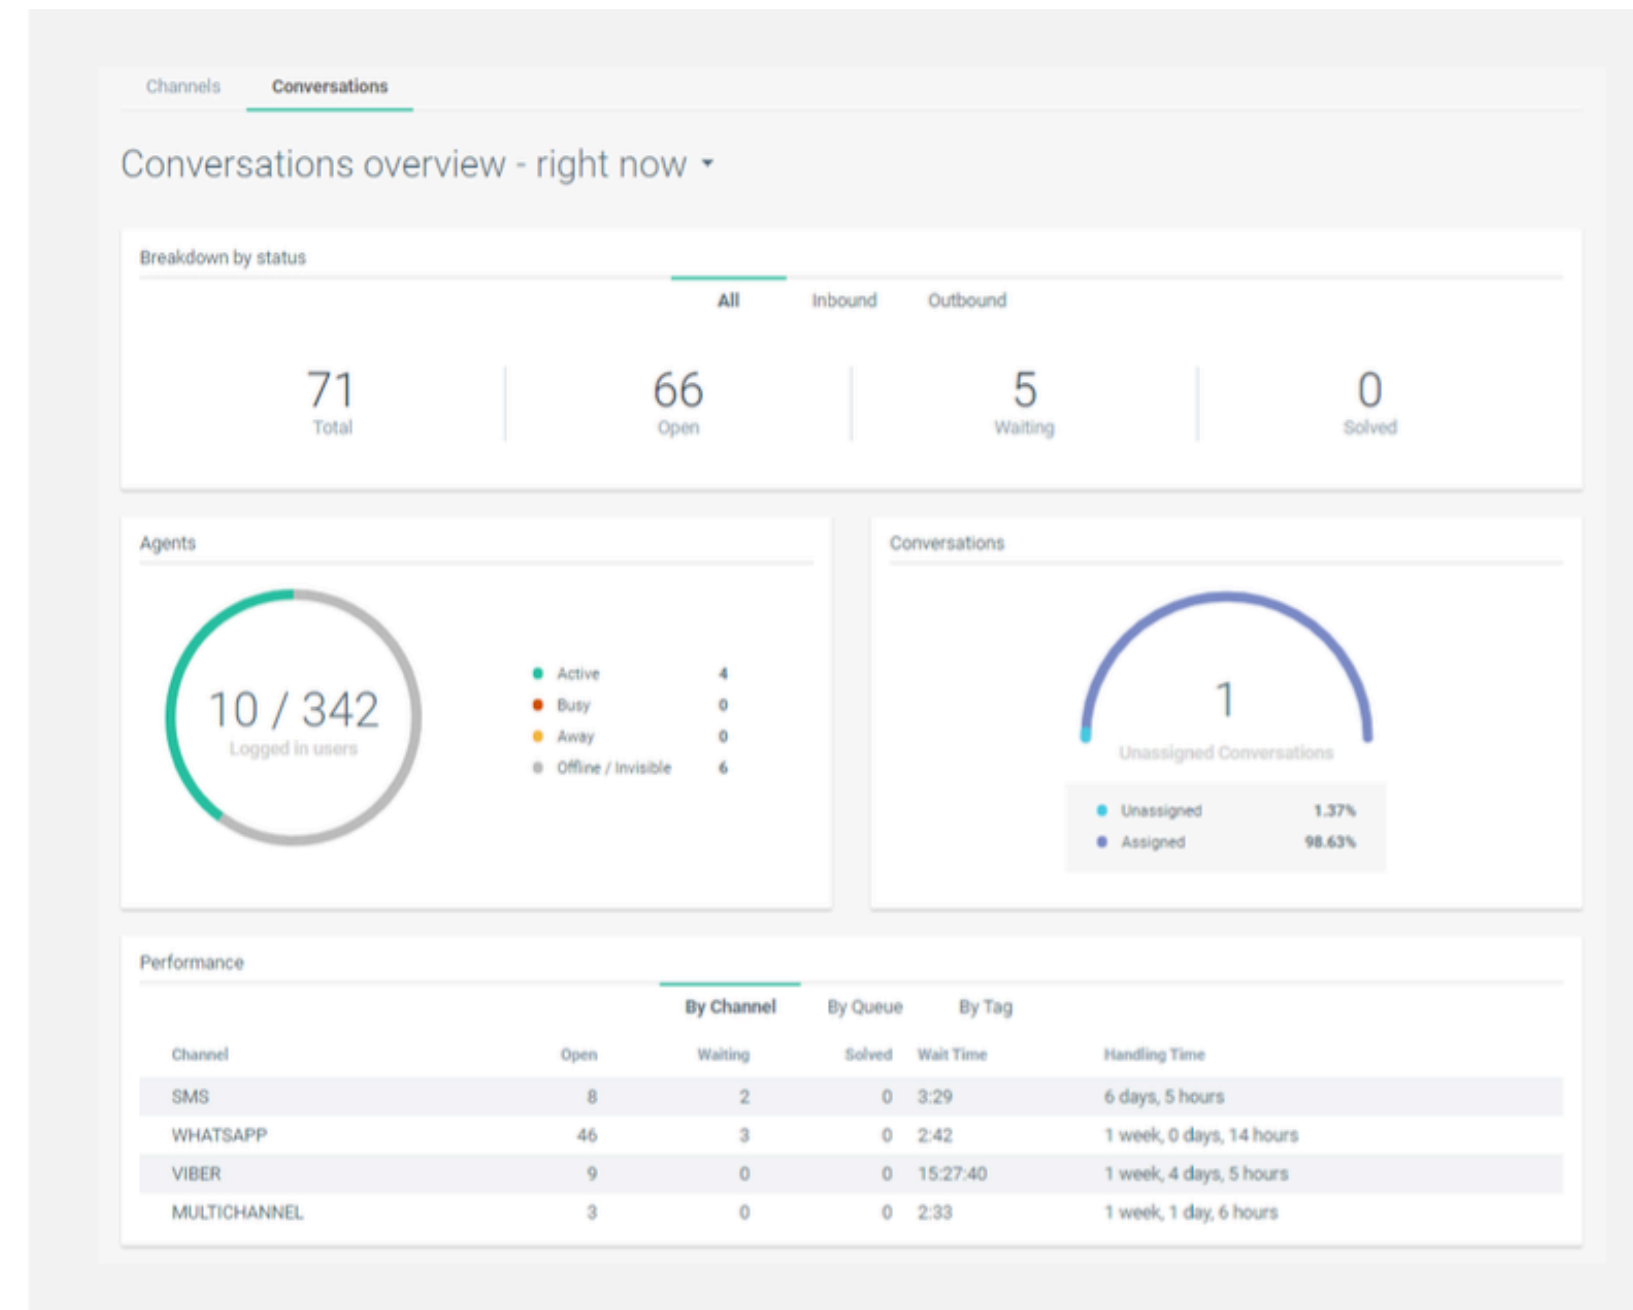 Channels Conversations
Conversations overview - right now
Breakdown by status
All Inbound Outbound
71 66 5 0
Total Open Waiting Solved
Agents
10 / 342
Logged in users
Active 4
Busy 0
Away 0
Offline / Invisible 6
Conversations
1
Unassigned Conversations
Unassigned 1.37%
Assigned 98.63%
Performance
By Channel By Queue By Tag
Channel Open Waiting Solved Wait Time Handling Time
SMS 8 2 0 3:29 6 days, 5 hours
WHATSAPP 46 3 0 2:42 1 week, 0 days, 14 hours
VIBER 9 0 0 15:27:40 1 week, 4 days, 5 hours
MULTICHANNEL 3 0 0 2:33 1 week, 1 day, 6 hours